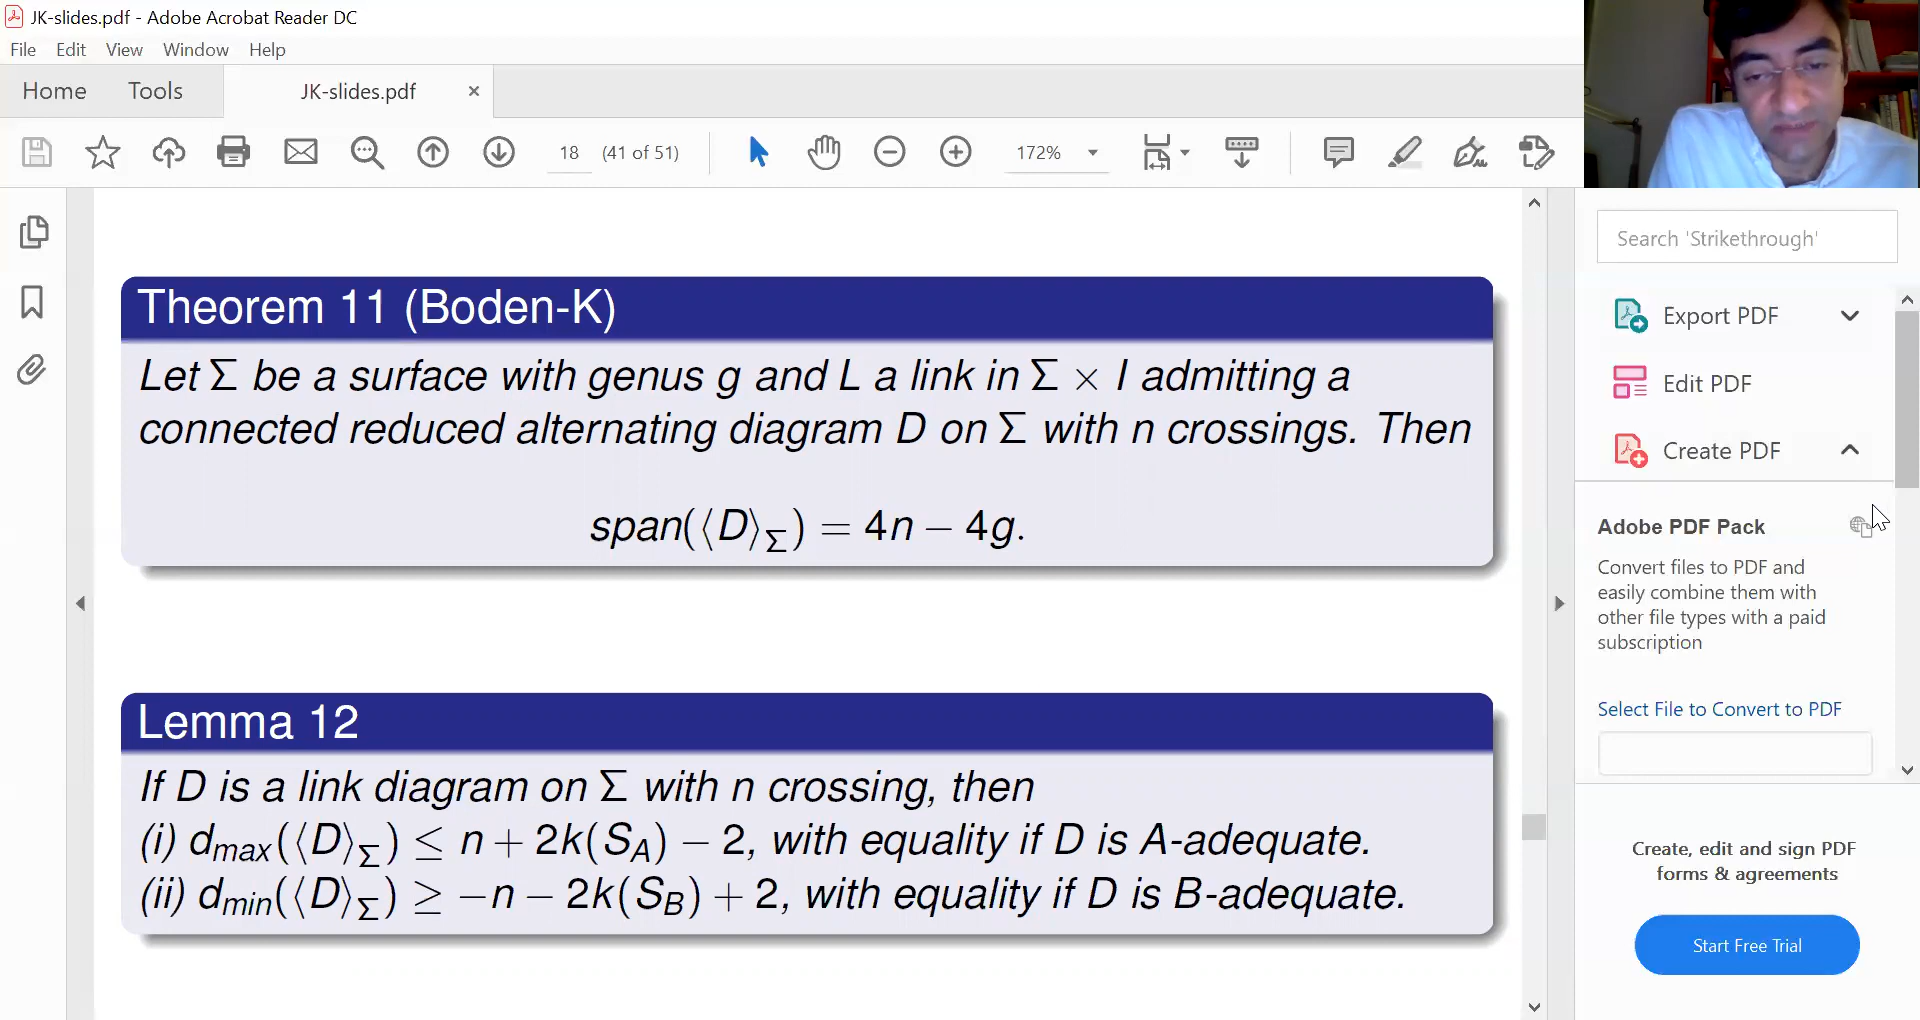 JK-slides.pdf - Adobe Acrobat Reader DC
File Edit View Window Help
Home Tools JK-slides.pdf ×
18 (41 of 51) 172%
Search 'Strikethrough'
Theorem 11 (Boden-K)
Let Σ be a surface with genus g and L a link in Σ × I admitting a
connected reduced alternating diagram D on Σ with n crossings. Then
span(⟨D⟩_Σ) = 4n − 4g.
Lemma 12
If D is a link diagram on Σ with n crossing, then
(i) d_max(⟨D⟩_Σ) ≤ n + 2k(S_A) − 2, with equality if D is A-adequate.
(ii) d_min(⟨D⟩_Σ) ≥ −n − 2k(S_B) + 2, with equality if D is B-adequate.
Export PDF
Edit PDF
Create PDF
Adobe PDF Pack
Convert files to PDF and
easily combine them with
other file types with a paid
subscription
Select File to Convert to PDF
Create, edit and sign PDF
forms & agreements
Start Free Trial